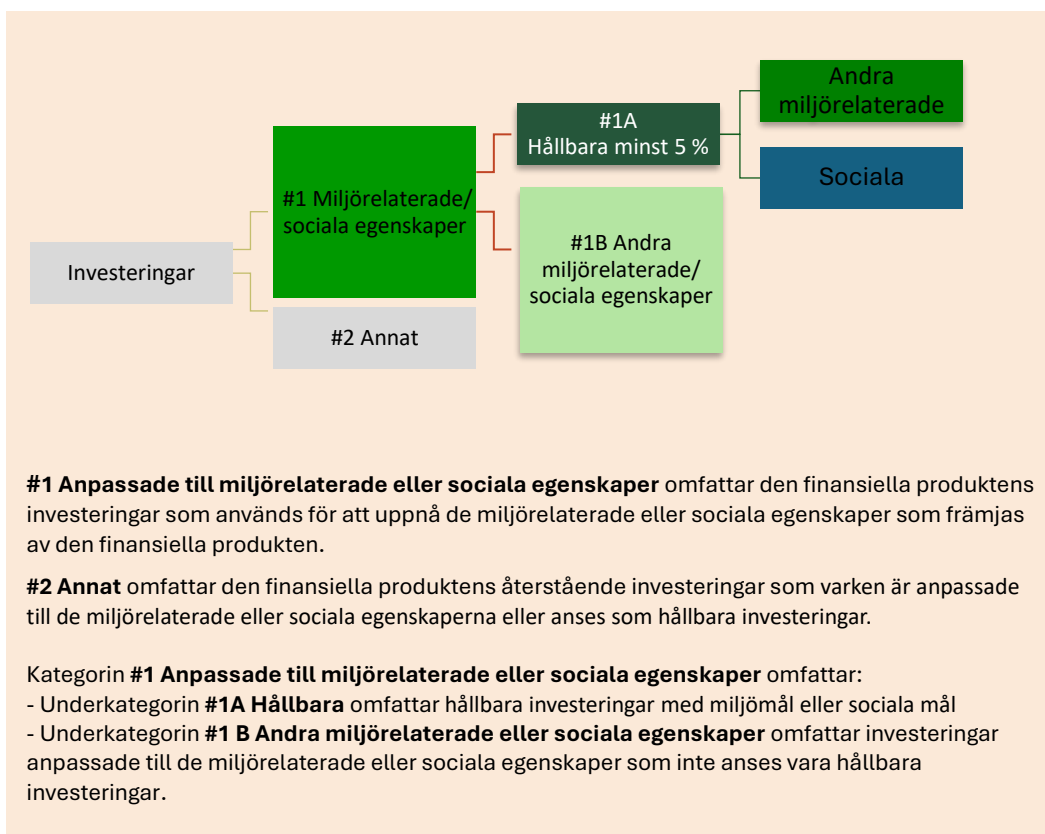 Andra
miljörelaterade
#1A
Hållbara minst 5 %
Sociala
#1 Miljörelaterade/
sociala egenskaper
#1B Andra
miljörelaterade/
sociala egenskaper
Investeringar
#2 Annat
#1 Anpassade till miljörelaterade eller sociala egenskaper omfattar den finansiella produktens
investeringar som används för att uppnå de miljörelaterade eller sociala egenskaper som främjas
av den finansiella produkten.
#2 Annat omfattar den finansiella produktens återstående investeringar som varken är anpassade
till de miljörelaterade eller sociala egenskaperna eller anses som hållbara investeringar.
Kategorin #1 Anpassade till miljörelaterade eller sociala egenskaper omfattar:
- Underkategorin #1A Hållbara omfattar hållbara investeringar med miljömål eller sociala mål
- Underkategorin #1 B Andra miljörelaterade eller sociala egenskaper omfattar investeringar
anpassade till de miljörelaterade eller sociala egenskaper som inte anses vara hållbara
investeringar.